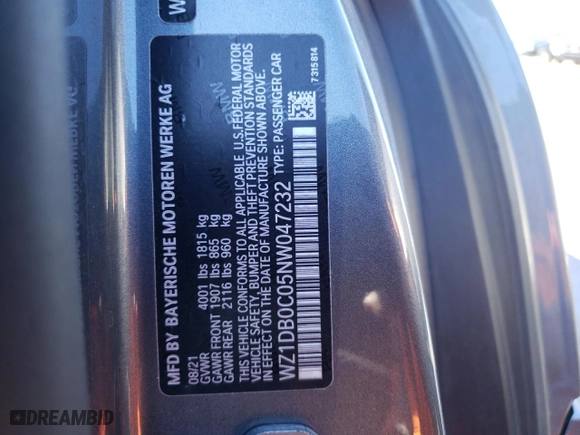 MFD BY BAYERISCHE MOTOREN WERKE AG
08/21
GVWR 4001 lbs 1815 kg
GAWR FRONT 1907 lbs 865 kg
GAWR REAR 2116 lbs 960 kg
THIS VEHICLE CONFORMS TO ALL APPLICABLE U.S. FEDERAL MOTOR
VEHICLE SAFETY, BUMPER AND THEFT PREVENTION STANDARDS
IN EFFECT ON THE DATE OF MANUFACTURE SHOWN ABOVE.
WZ1DB0C05NW047232 TYPE: PASSENGER CAR
7315814
DREAMBID